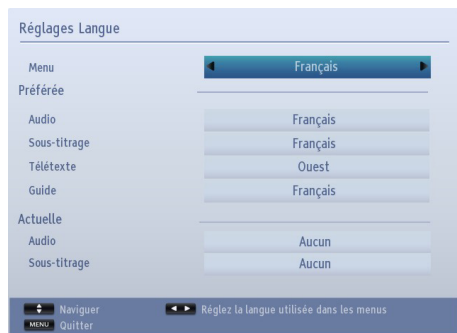 Réglages Langue
Menu Français
Préférée
Audio Français
Sous-titrage Français
Télétexte Ouest
Guide Français
Actuelle
Audio Aucun
Sous-titrage Aucun
Naviguer Réglez la langue utilisée dans les menus
MENU Quitter